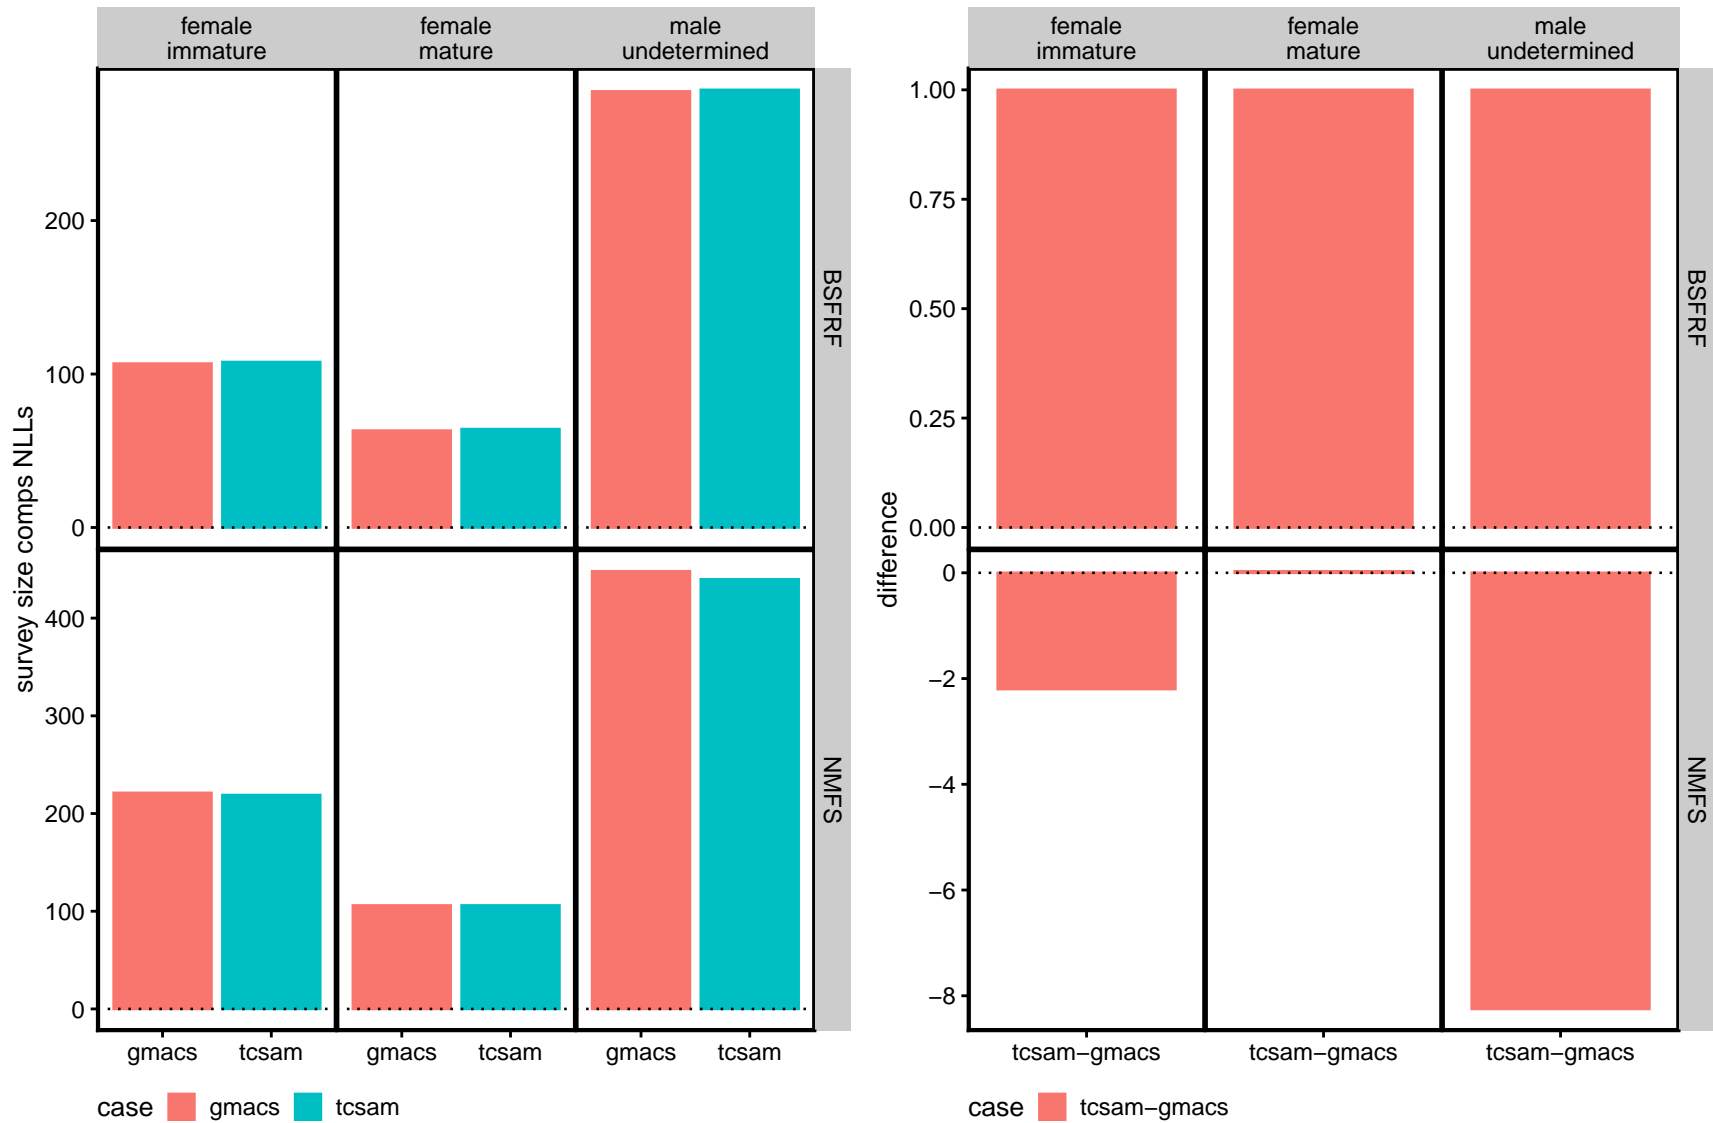 female
immature
female
mature
male
undetermined
survey size comps NLLs
200
100
0
BSFRF
400
300
200
100
0
NMFS
gmacs
tcsam
gmacs
tcsam
gmacs
tcsam
case
gmacs
tcsam
female
immature
female
mature
male
undetermined
difference
1.00
0.75
0.50
0.25
0.00
BSFRF
0
−2
−4
−6
−8
NMFS
tcsam−gmacs
tcsam−gmacs
tcsam−gmacs
case
tcsam−gmacs